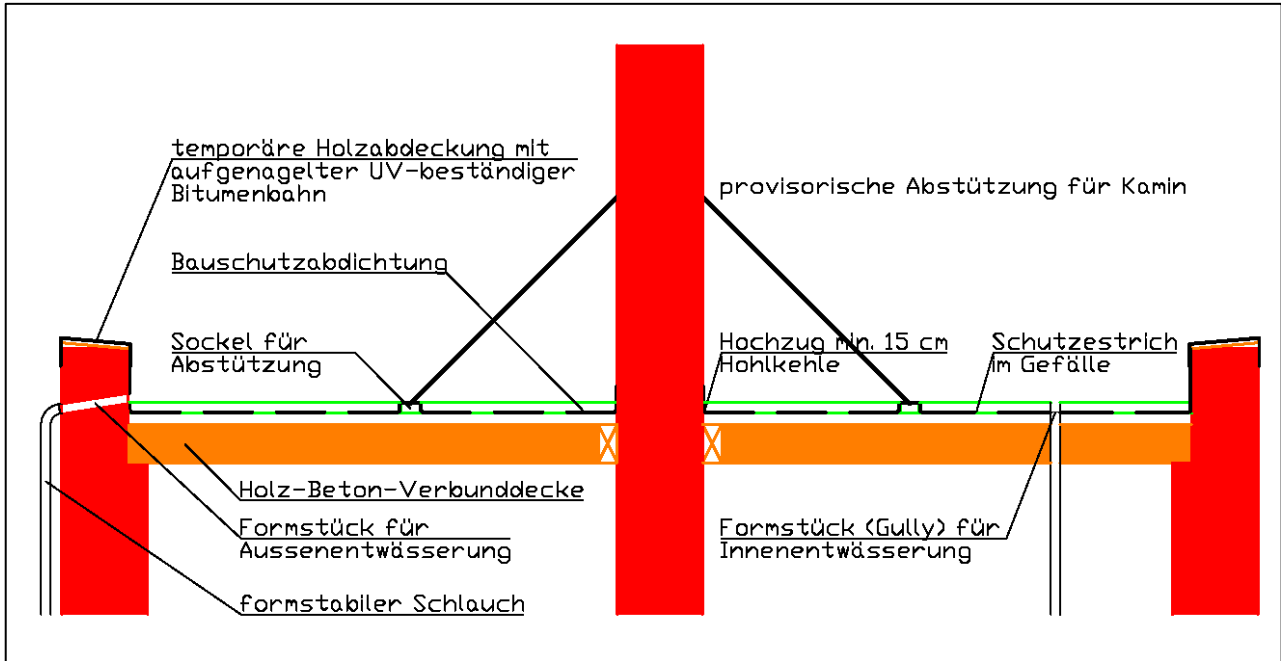 temporäre Holzabdeckung mit
aufgenagelter UV-beständiger
Bitumenbahn
provisorische Abstützung für Kamin
Bauschutzabdichtung
Sockel für
Abstützung
Hochzug min. 15 cm
Hohlkehle
Schutzestrich
im Gefälle
Holz-Beton-Verbunddecke
Formstück für
Aussenentwässerung
Formstück (Gully) für
Innenentwässerung
formstabiler Schlauch